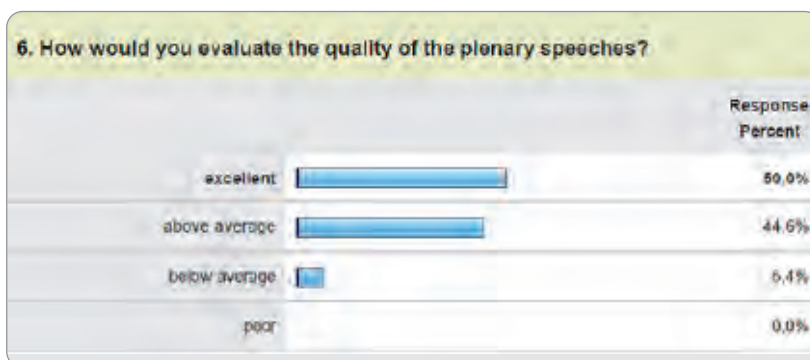 6. How would you evaluate the quality of the plenary speeches?
Response
Percent
excellent 50,0%
above average 44,6%
below average 5,4%
poor 0,0%